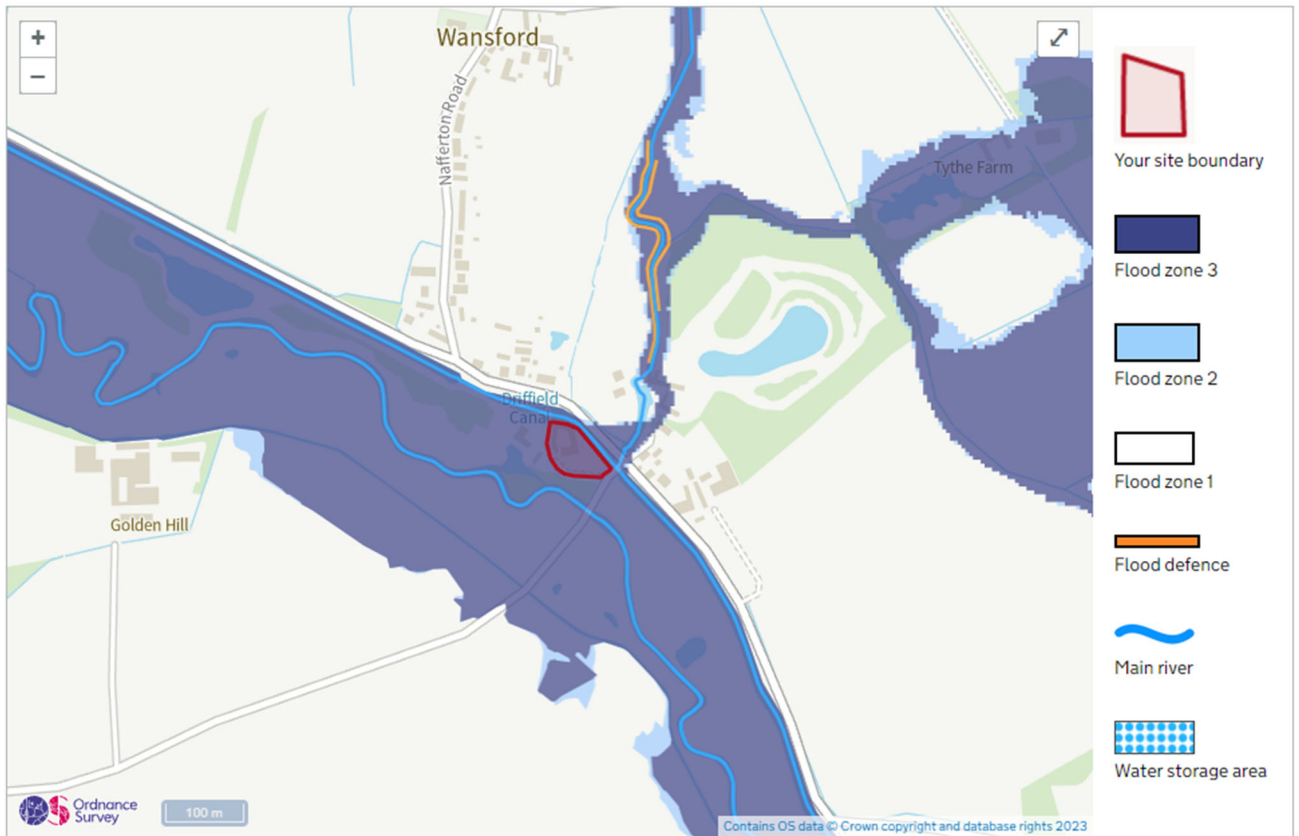 +
−
Wansford
Nafferton Road
Tythe Farm
Driffield
Canal
Golden Hill
Ordnance
Survey
100 m
Contains OS data © Crown copyright and database rights 2023
Your site boundary
Flood zone 3
Flood zone 2
Flood zone 1
Flood defence
Main river
Water storage area